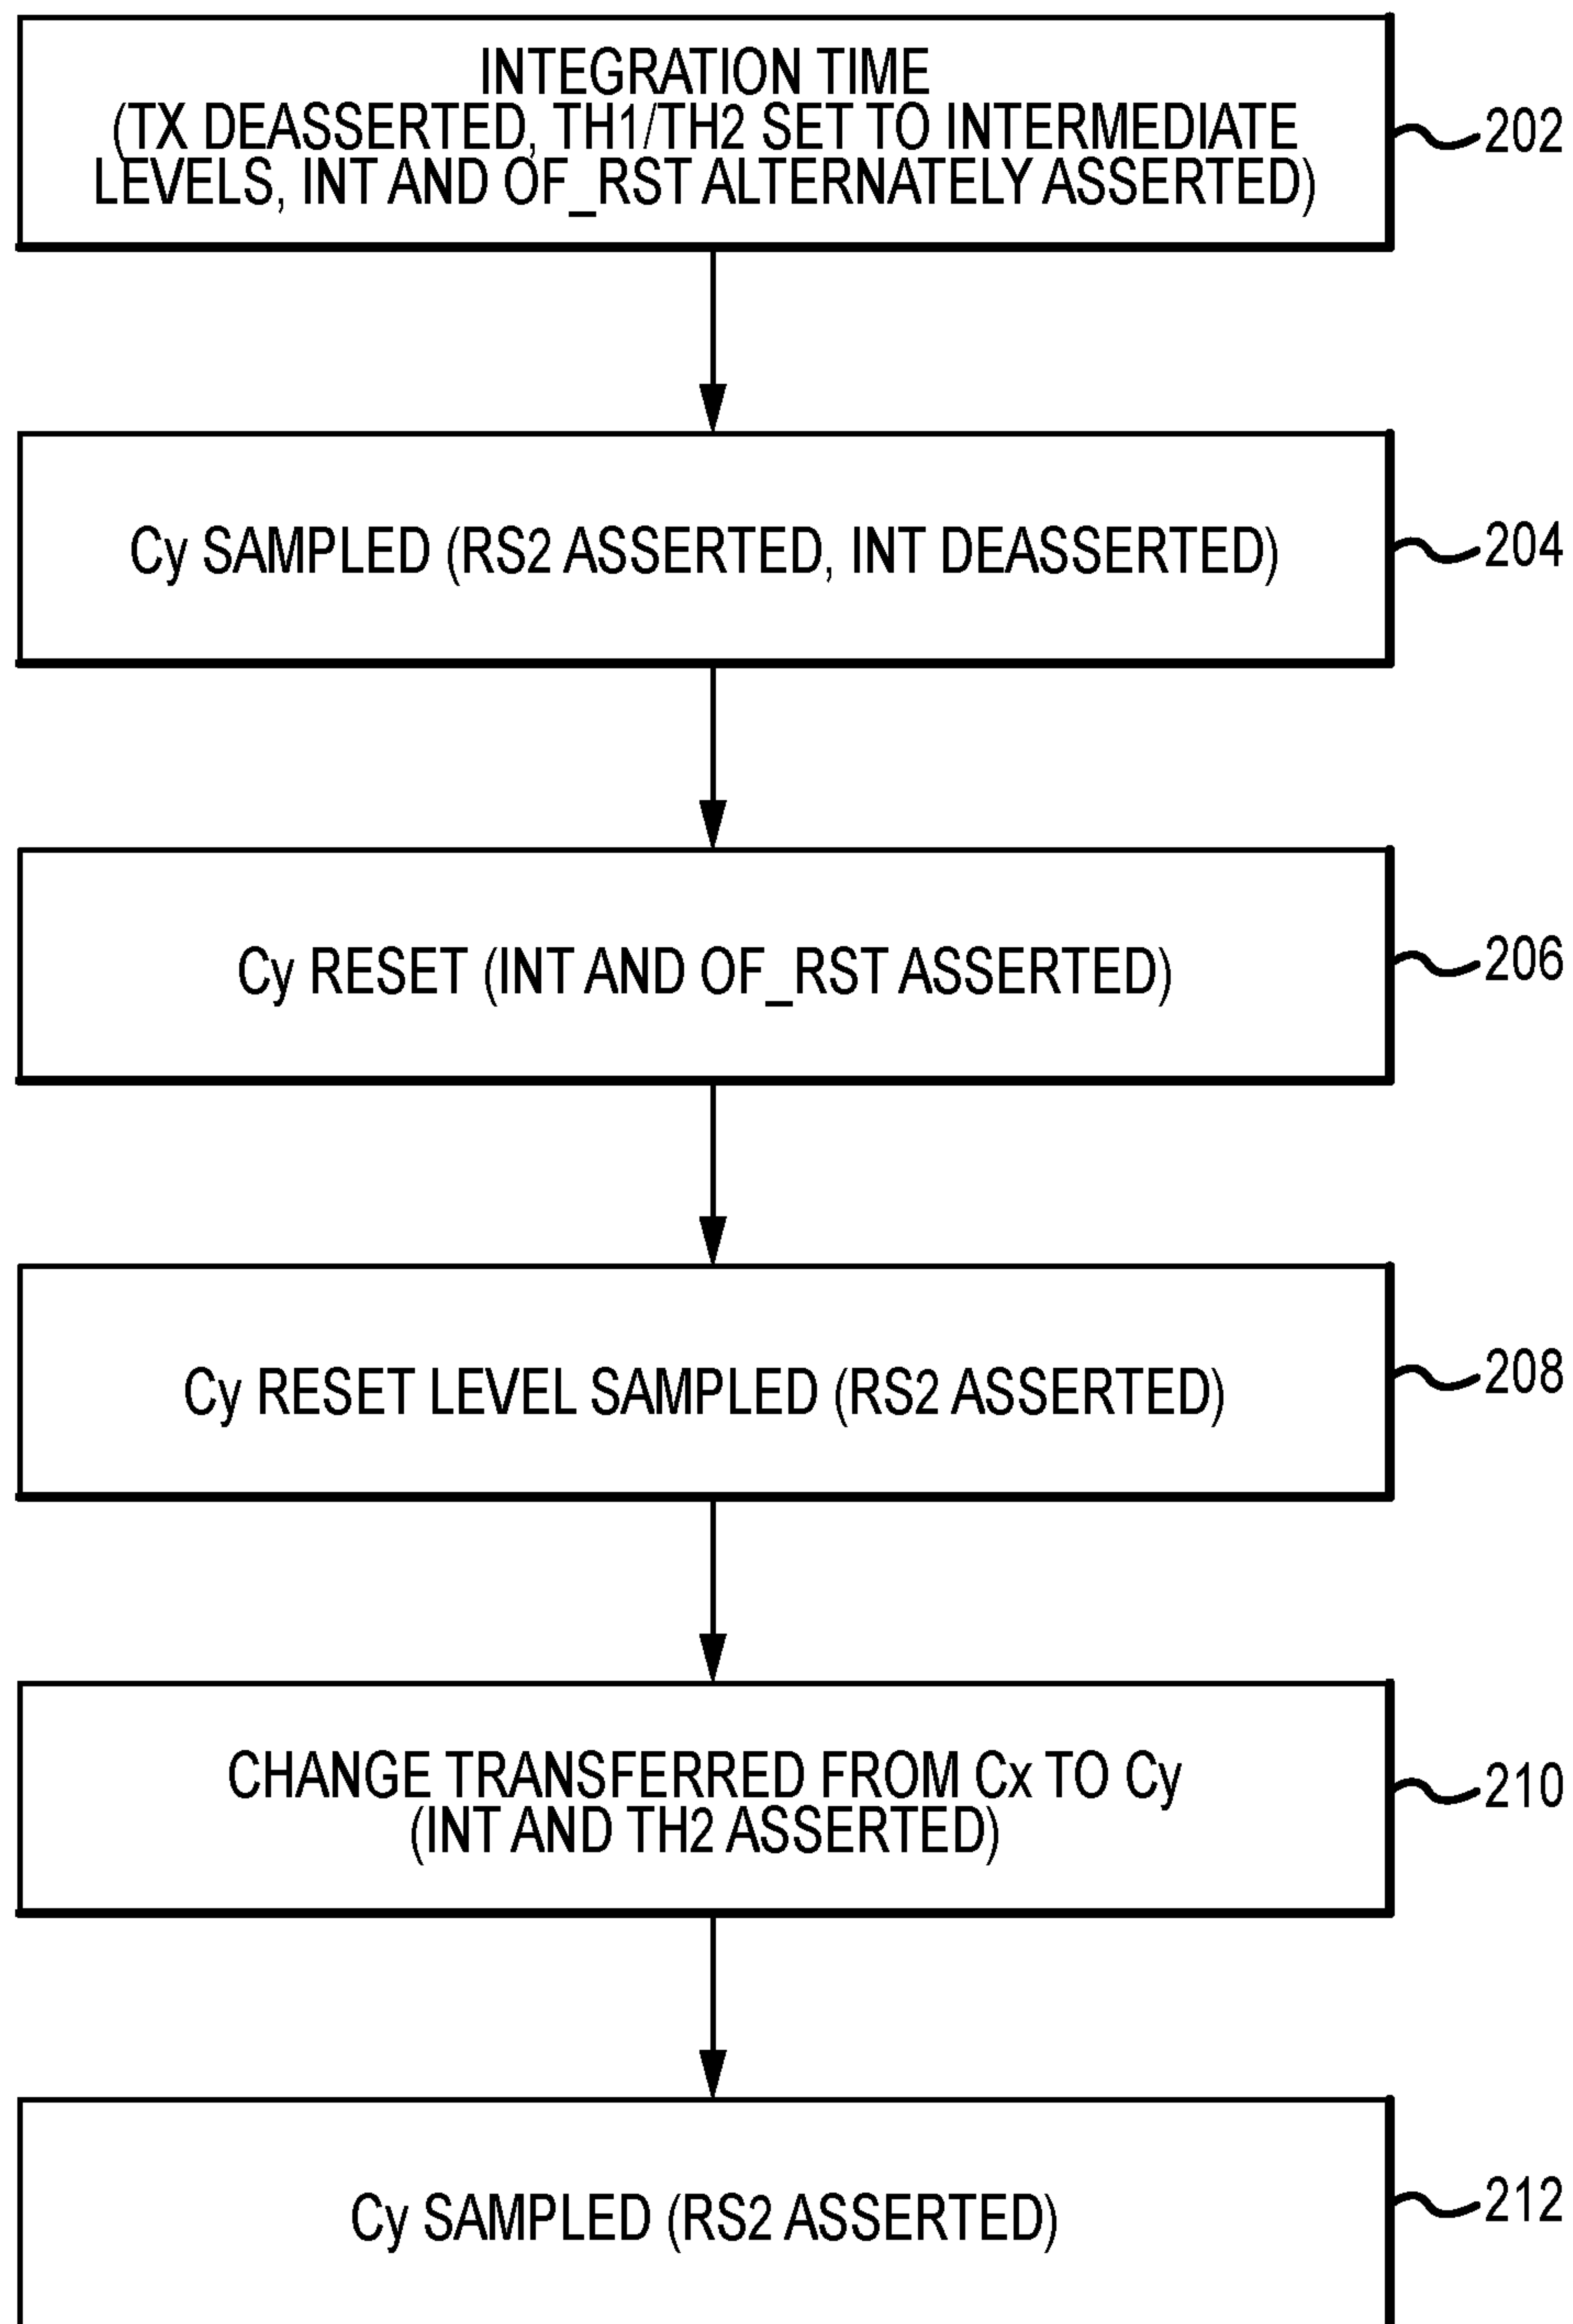 INTEGRATION TIME
(TX DEASSERTED, TH1/TH2 SET TO INTERMEDIATE
LEVELS, INT AND OF_RST ALTERNATELY ASSERTED)
202
Cy SAMPLED (RS2 ASSERTED, INT DEASSERTED)
204
Cy RESET (INT AND OF_RST ASSERTED)
206
Cy RESET LEVEL SAMPLED (RS2 ASSERTED)
208
CHANGE TRANSFERRED FROM Cx TO Cy
(INT AND TH2 ASSERTED)
210
Cy SAMPLED (RS2 ASSERTED)
212